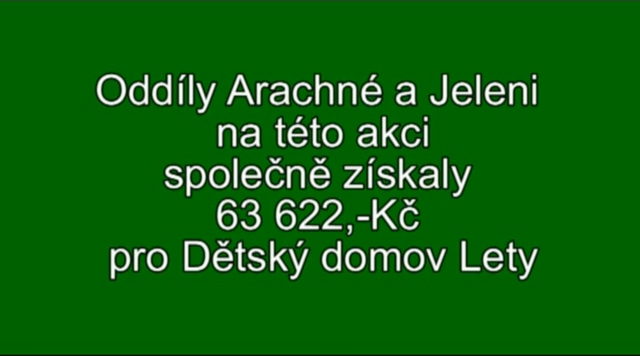 Oddíly Arachné a Jeleni
na této akci
společně získaly
63 622,-Kč
pro Dětský domov Lety